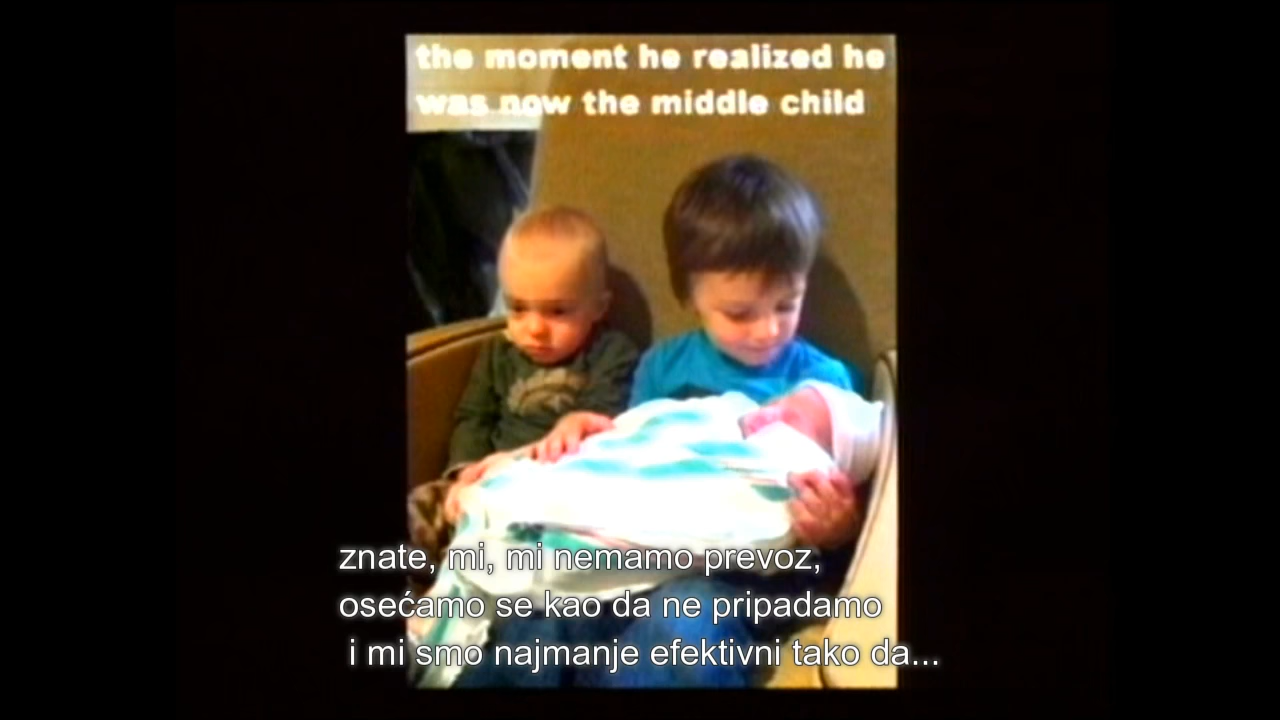 the moment he realized he
was now the middle child
znate, mi, mi nemamo prevoz,
osećamo se kao da ne pripadamo
i mi smo najmanje efektivni tako da...